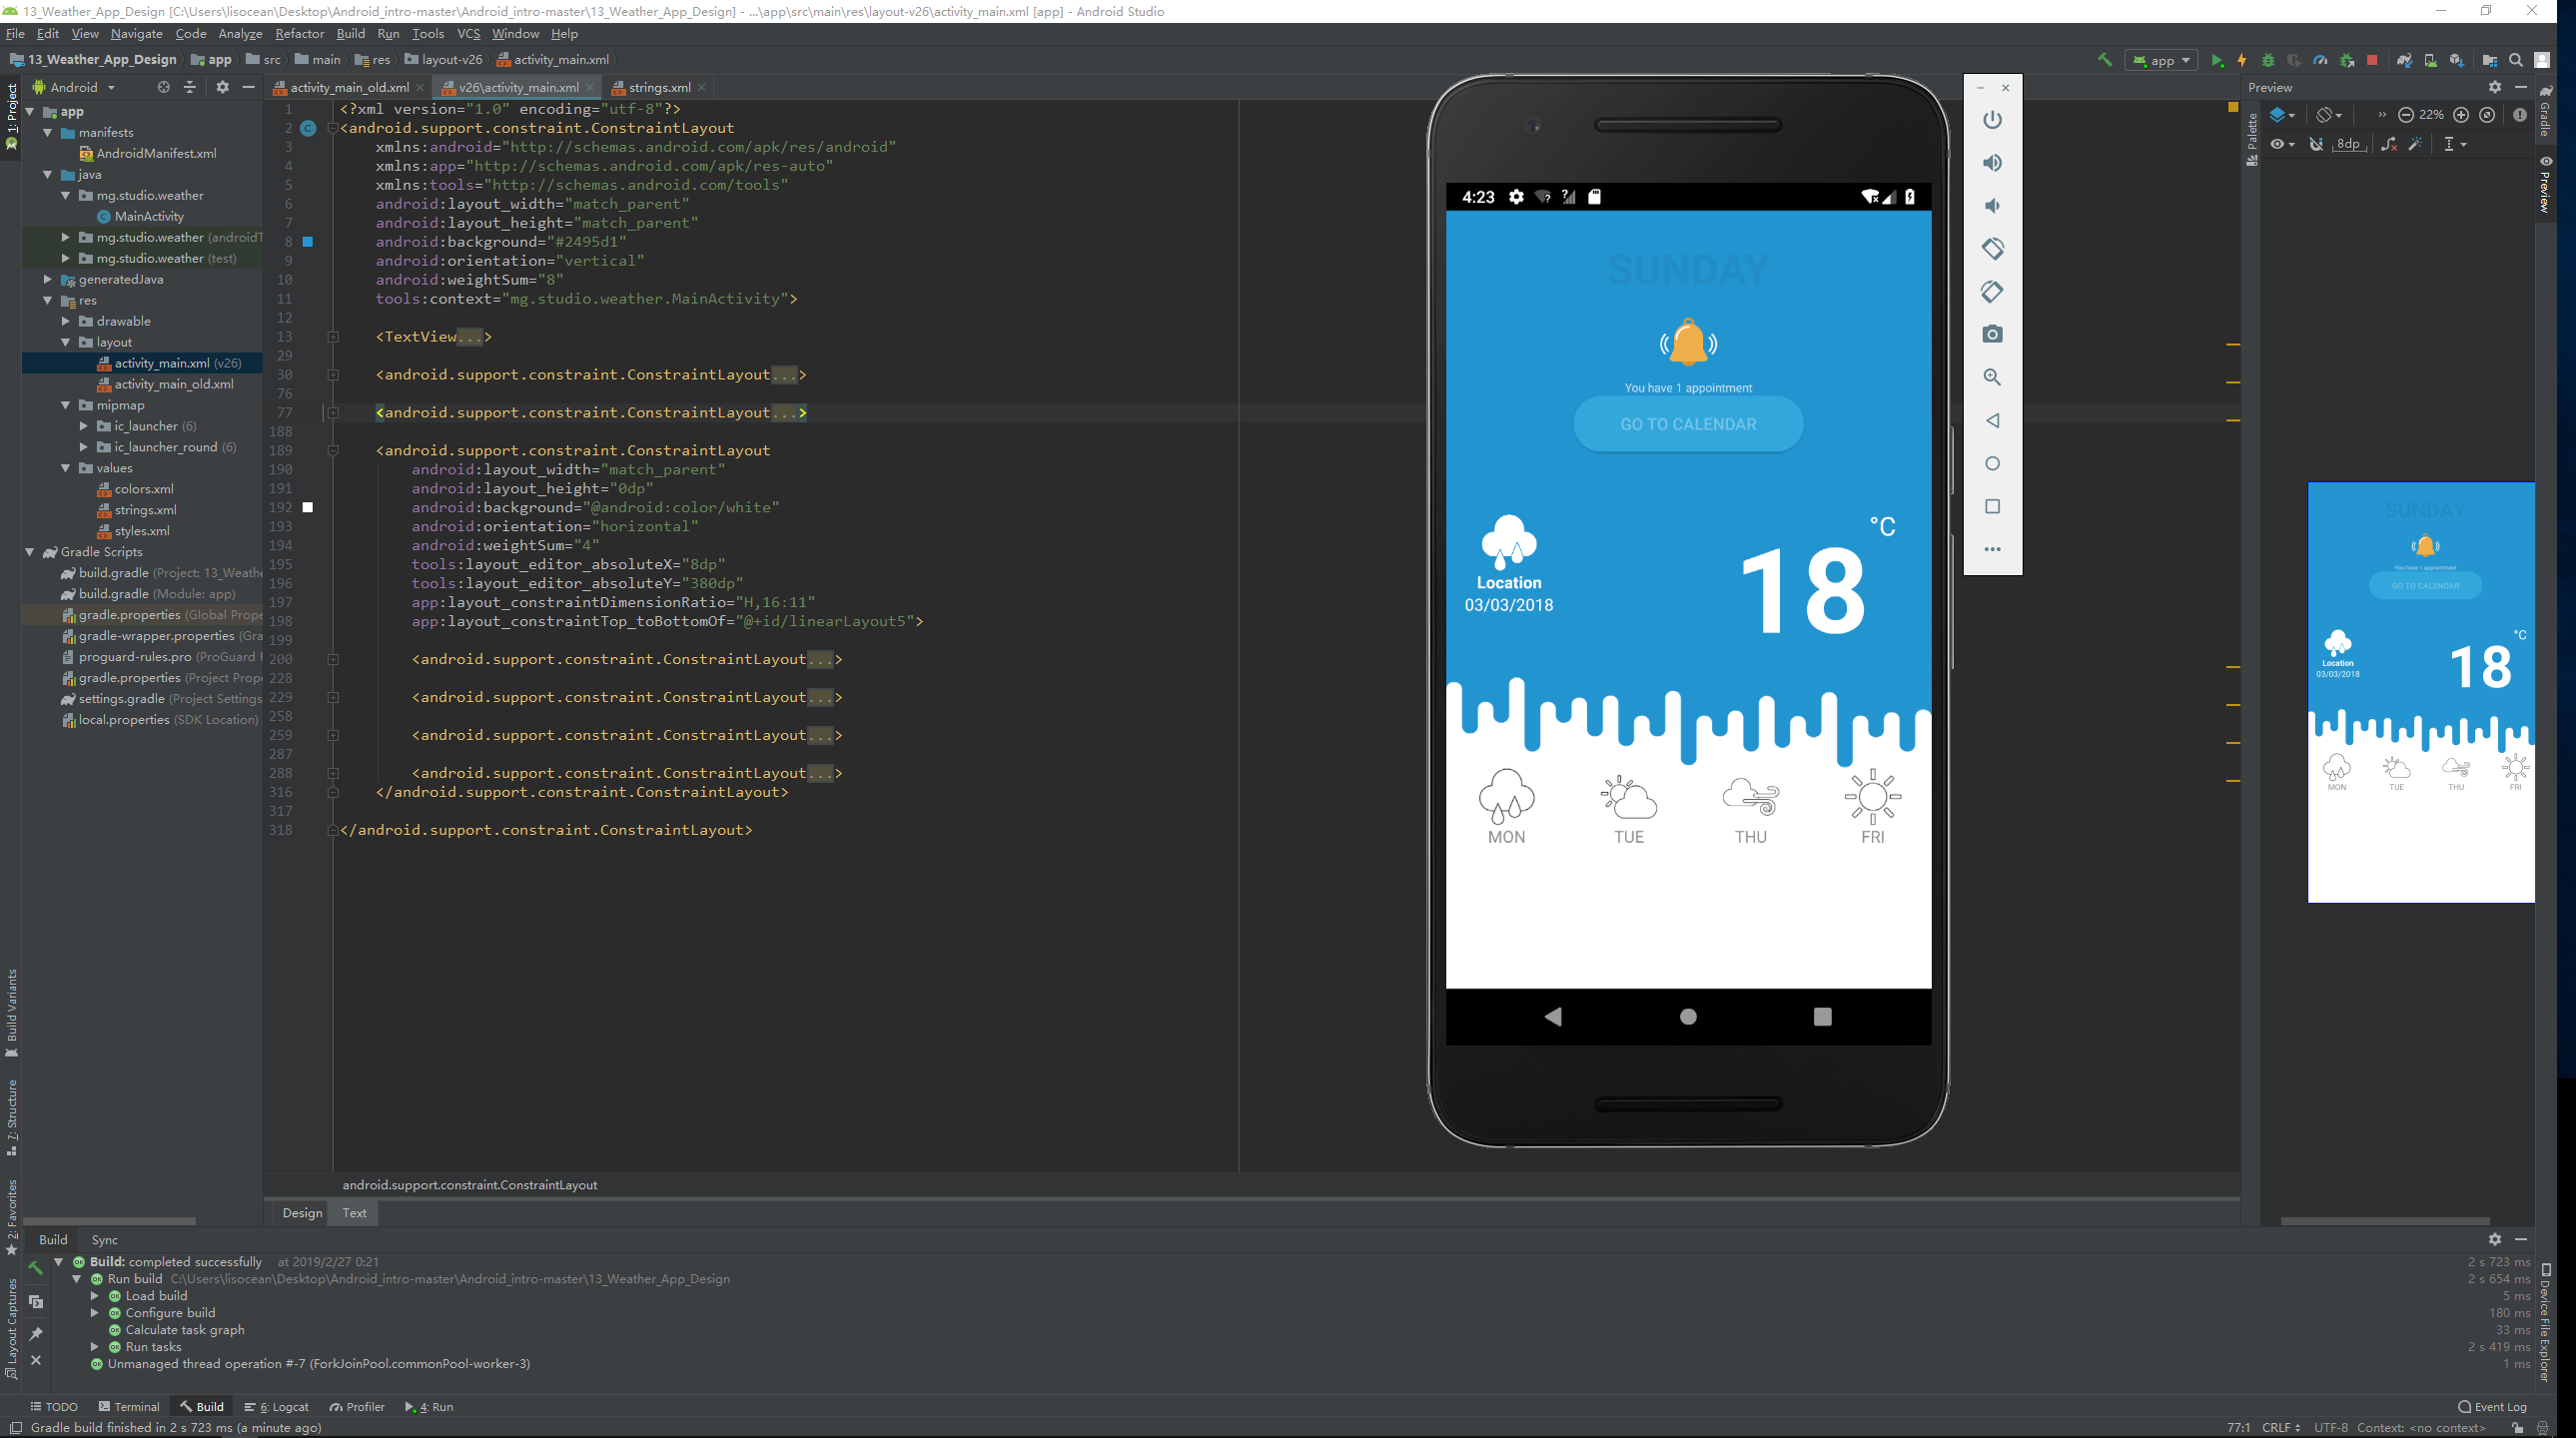 13_Weather_App_Design [C:\Users\lisocean\Desktop\Android_intro-master\Android_intro-master\13_Weather_App_Design] - ...\app\src\main\res\layout-v26\activity_main.xml [app] - Android Studio
File Edit View Navigate Code Analyze Refactor Build Run Tools VCS Window Help
13_Weather_App_Design app src main res layout-v26 activity_main.xml
app
1: Project
Android
app
manifests
AndroidManifest.xml
java
mg.studio.weather
MainActivity
mg.studio.weather (androidT
mg.studio.weather (test)
generatedJava
res
drawable
layout
activity_main.xml (v26)
activity_main_old.xml
mipmap
ic_launcher (6)
ic_launcher_round (6)
values
colors.xml
strings.xml
styles.xml
Gradle Scripts
build.gradle (Project: 13_Weathe
build.gradle (Module: app)
gradle.properties (Global Prope
gradle-wrapper.properties (Gra
proguard-rules.pro (ProGuard F
gradle.properties (Project Prope
settings.gradle (Project Settings
local.properties (SDK Location)
Build Variants
7: Structure
2: Favorites
Layout Captures
activity_main_old.xml v26\activity_main.xml strings.xml
1 <?xml version="1.0" encoding="utf-8"?>
2 <android.support.constraint.ConstraintLayout
3 xmlns:android="http://schemas.android.com/apk/res/android"
4 xmlns:app="http://schemas.android.com/apk/res-auto"
5 xmlns:tools="http://schemas.android.com/tools"
6 android:layout_width="match_parent"
7 android:layout_height="match_parent"
8 android:background="#2495d1"
9 android:orientation="vertical"
10 android:weightSum="8"
11 tools:context="mg.studio.weather.MainActivity">
12
13 <TextView...>
29
30 <android.support.constraint.ConstraintLayout...>
76
77 <android.support.constraint.ConstraintLayout...>
188
189 <android.support.constraint.ConstraintLayout
190 android:layout_width="match_parent"
191 android:layout_height="0dp"
192 android:background="@android:color/white"
193 android:orientation="horizontal"
194 android:weightSum="4"
195 tools:layout_editor_absoluteX="8dp"
196 tools:layout_editor_absoluteY="380dp"
197 app:layout_constraintDimensionRatio="H,16:11"
198 app:layout_constraintTop_toBottomOf="@+id/linearLayout5">
199
200 <android.support.constraint.ConstraintLayout...>
228
229 <android.support.constraint.ConstraintLayout...>
258
259 <android.support.constraint.ConstraintLayout...>
287
288 <android.support.constraint.ConstraintLayout...>
316 </android.support.constraint.ConstraintLayout>
317
318 </android.support.constraint.ConstraintLayout>
android.support.constraint.ConstraintLayout
Design Text
4:23
SUNDAY
You have 1 appointment
GO TO CALENDAR
°C
18
Location
03/03/2018
MON TUE THU FRI
Preview
22%
8dp
Palette
SUNDAY
You have 1 appointment
GO TO CALENDAR
°C
18
Location
03/03/2018
MON TUE THU FRI
Gradle
Preview
Device File Explorer
Build Sync
Build: completed successfully at 2019/2/27 0:21 2 s 723 ms
Run build C:\Users\lisocean\Desktop\Android_intro-master\Android_intro-master\13_Weather_App_Design 2 s 654 ms
Load build 5 ms
Configure build 180 ms
Calculate task graph 33 ms
Run tasks 2 s 419 ms
Unmanaged thread operation #-7 (ForkJoinPool.commonPool-worker-3) 1 ms
TODO Terminal Build 6: Logcat Profiler 4: Run Event Log
Gradle build finished in 2 s 723 ms (a minute ago) 77:1 CRLF UTF-8 Context: <no context>